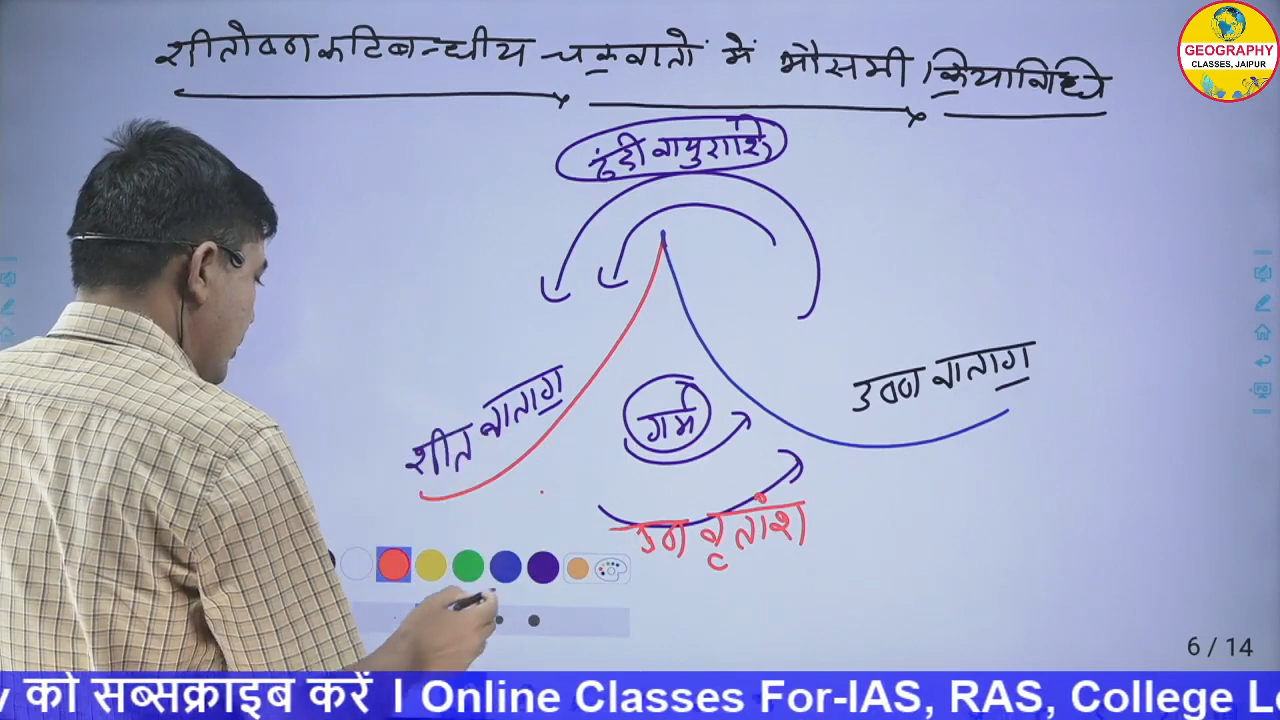 शीतोष्ण कटिबन्धीय चक्रवातों में मौसमी क्रियाविधि
GEOGRAPHY
CLASSES, JAIPUR
ठंडी वायुराशि
शीत वाताग्र
गर्म
उष्ण वाताग्र
उष्ण वृतांश
6 / 14
को सब्सक्राइब करें । Online Classes For-IAS, RAS, College